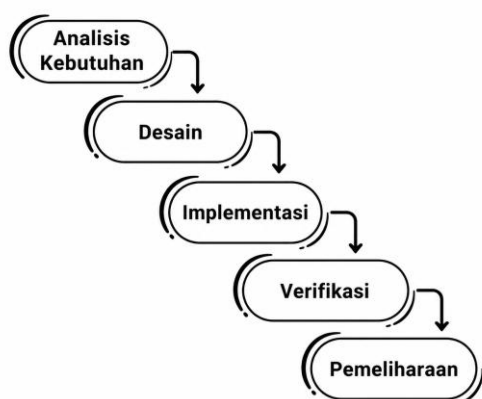 Analisis
Kebutuhan
Desain
Implementasi
Verifikasi
Pemeliharaan